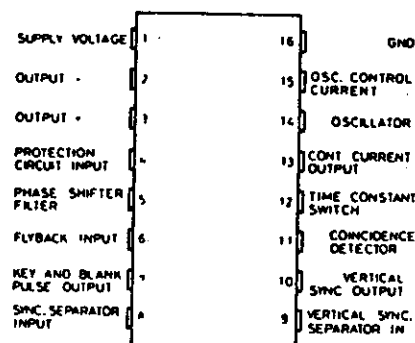 SUPPLY VOLTAGE 1
OUTPUT - 2
OUTPUT + 3
PROTECTION
CIRCUIT INPUT 4
PHASE SHIFTER
FILTER 5
FLYBACK INPUT 6
KEY AND BLANK
PULSE OUTPUT 7
SYNC. SEPARATOR
INPUT 8
16 GND
15 OSC. CONTROL
CURRENT
14 OSCILLATOR
13 CONT CURRENT
OUTPUT
12 TIME CONSTANT
SWITCH
11 COINCIDENCE
DETECTOR
10 VERTICAL
SYNC OUTPUT
9 VERTICAL SYNC.
SEPARATOR IN